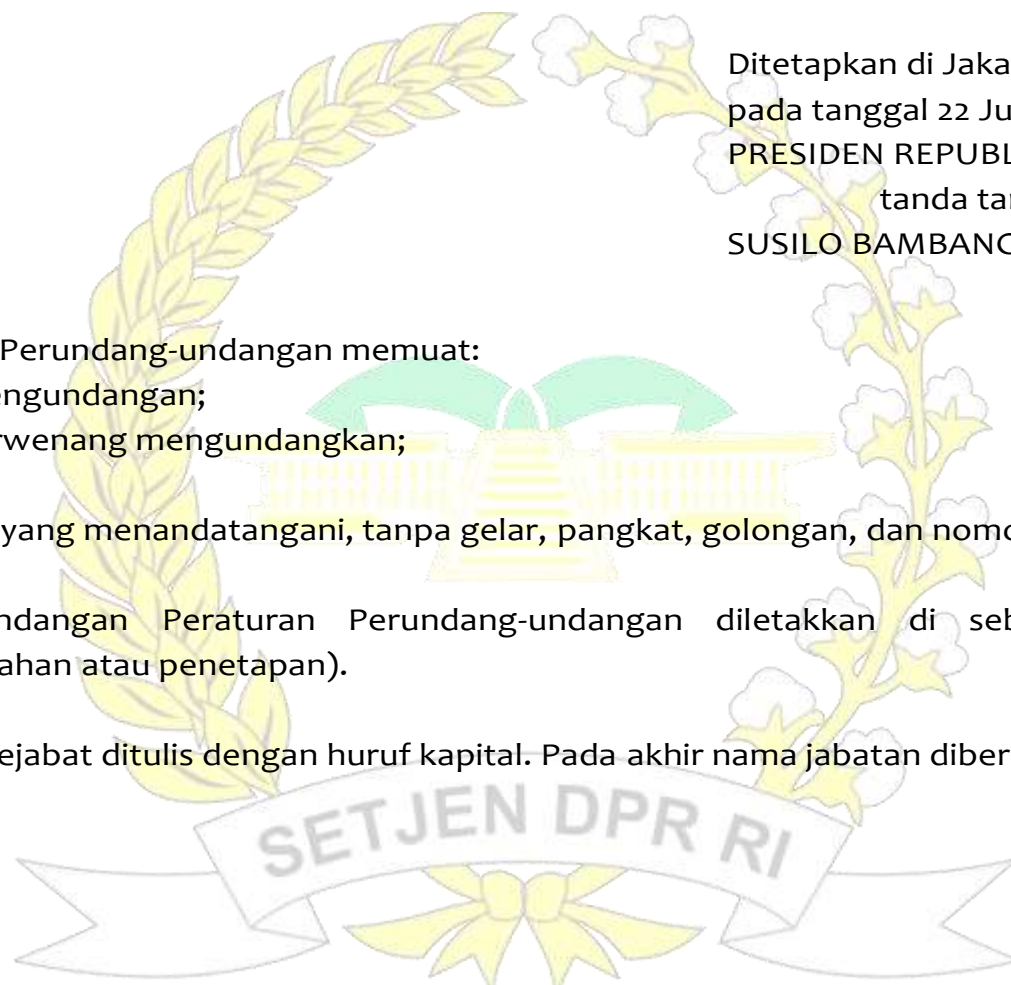 Ditetapkan di Jaka
pada tanggal 22 Ju
PRESIDEN REPUBL
tanda tar
SUSILO BAMBANG
Perundang-undangan memuat:
engundangan;
rwenang mengundangkan;
yang menandatangani, tanpa gelar, pangkat, golongan, dan nomo
ndangan Peraturan Perundang-undangan diletakkan di seb
ahan atau penetapan).
ejabat ditulis dengan huruf kapital. Pada akhir nama jabatan diber
SETJEN DPR RI